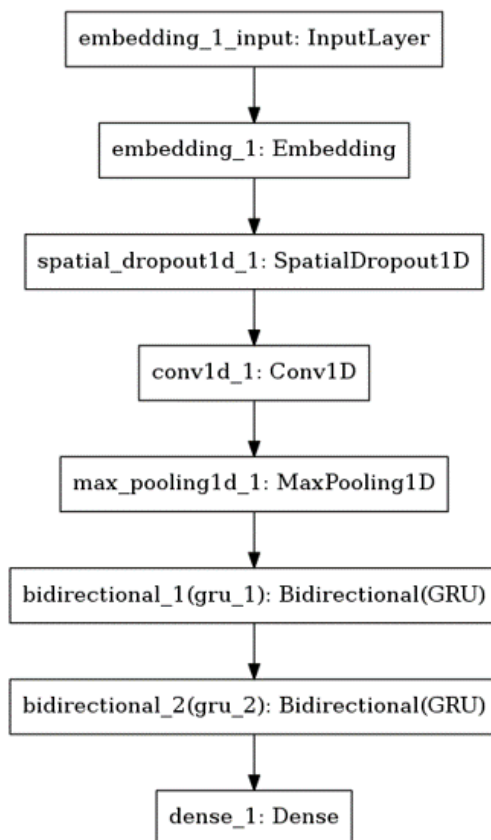 embedding_1_input: InputLayer
embedding_1: Embedding
spatial_dropout1d_1: SpatialDropout1D
conv1d_1: Conv1D
max_pooling1d_1: MaxPooling1D
bidirectional_1(gru_1): Bidirectional(GRU)
bidirectional_2(gru_2): Bidirectional(GRU)
dense_1: Dense